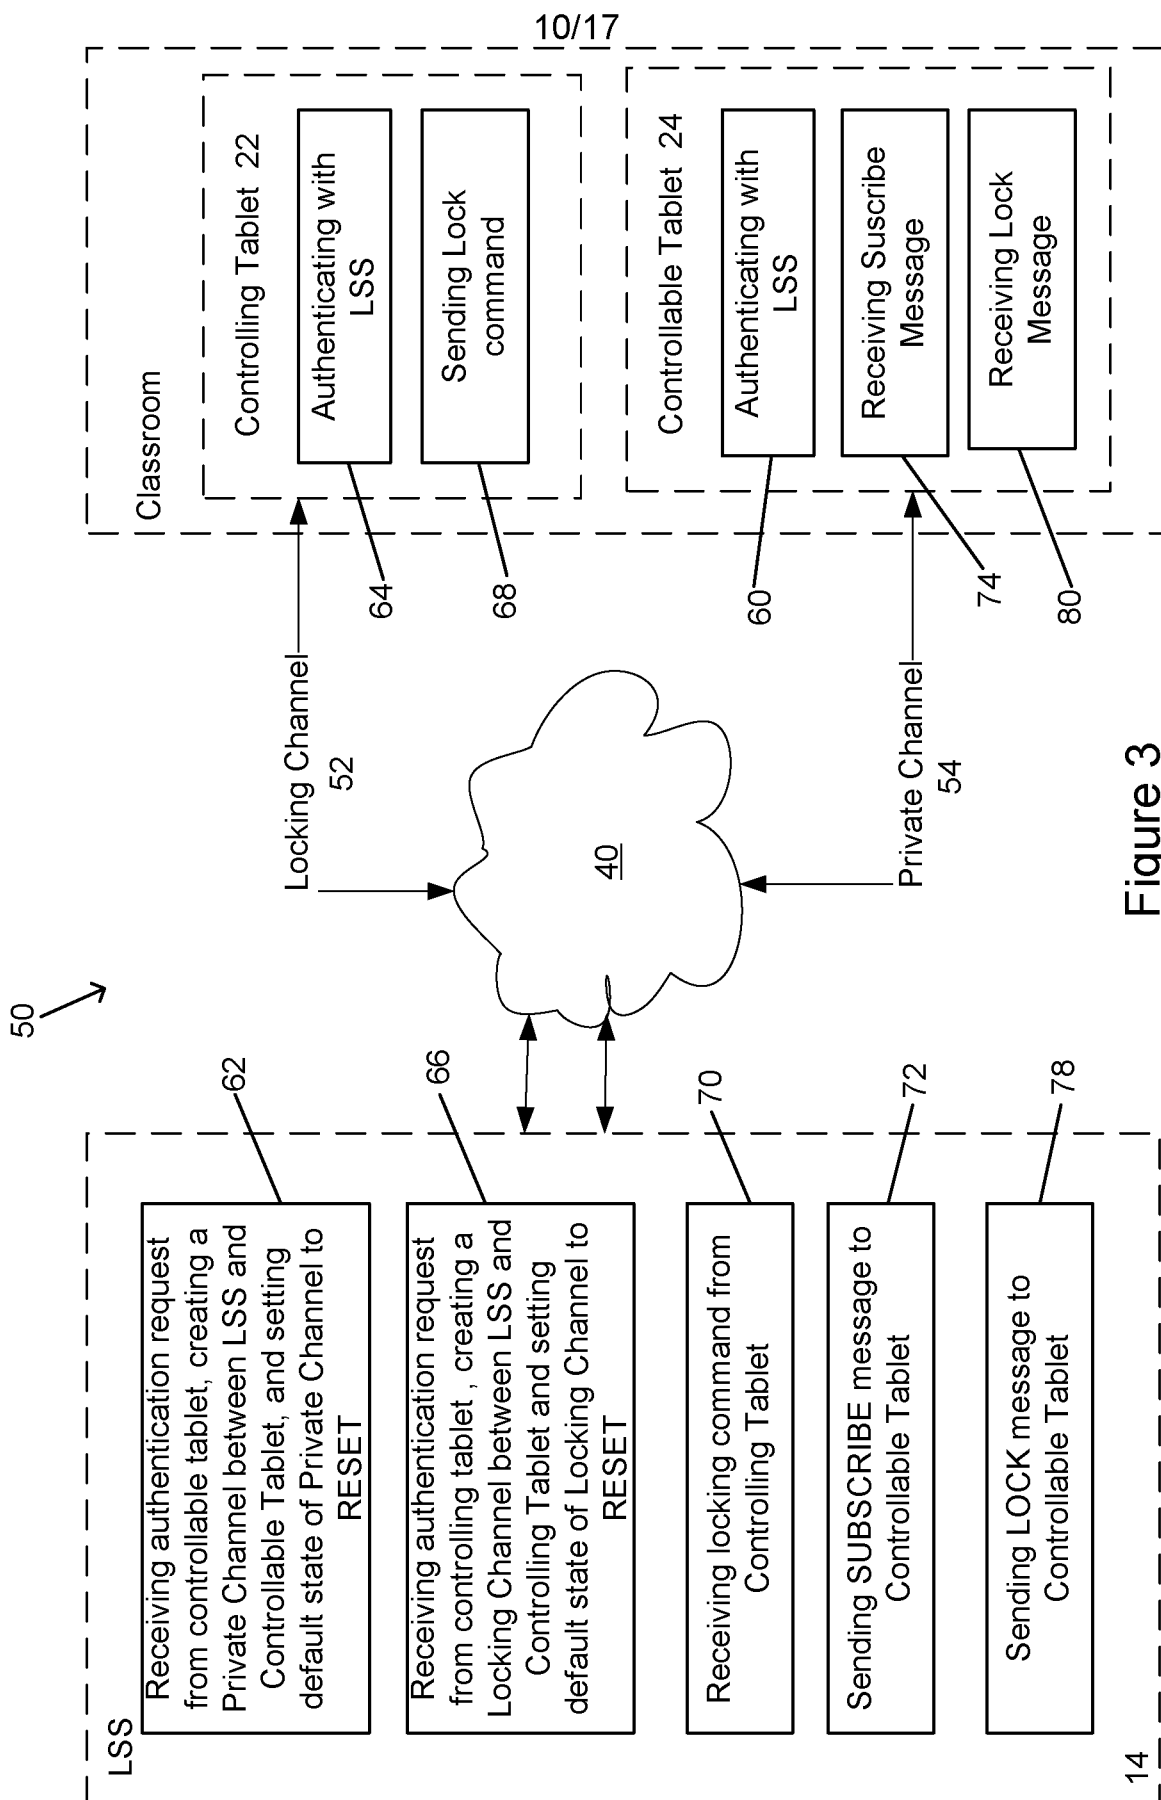 10/17
50
LSS
Receiving authentication request
from controllable tablet, creating a
Private Channel between LSS and
Controllable Tablet, and setting
default state of Private Channel to
RESET
62
Receiving authentication request
from controlling tablet , creating a
Locking Channel between LSS and
Controlling Tablet and setting
default state of Locking Channel to
RESET
66
Receiving locking command from
Controlling Tablet
70
Sending SUBSCRIBE message to
Controllable Tablet
72
Sending LOCK message to
Controllable Tablet
78
14
Locking Channel
52
40
Private Channel
54
Classroom
Controlling Tablet 22
Authenticating with
LSS
64
Sending Lock
command
68
Controllable Tablet 24
Authenticating with
LSS
60
Receiving Suscribe
Message
74
Receiving Lock
Message
80
Figure 3